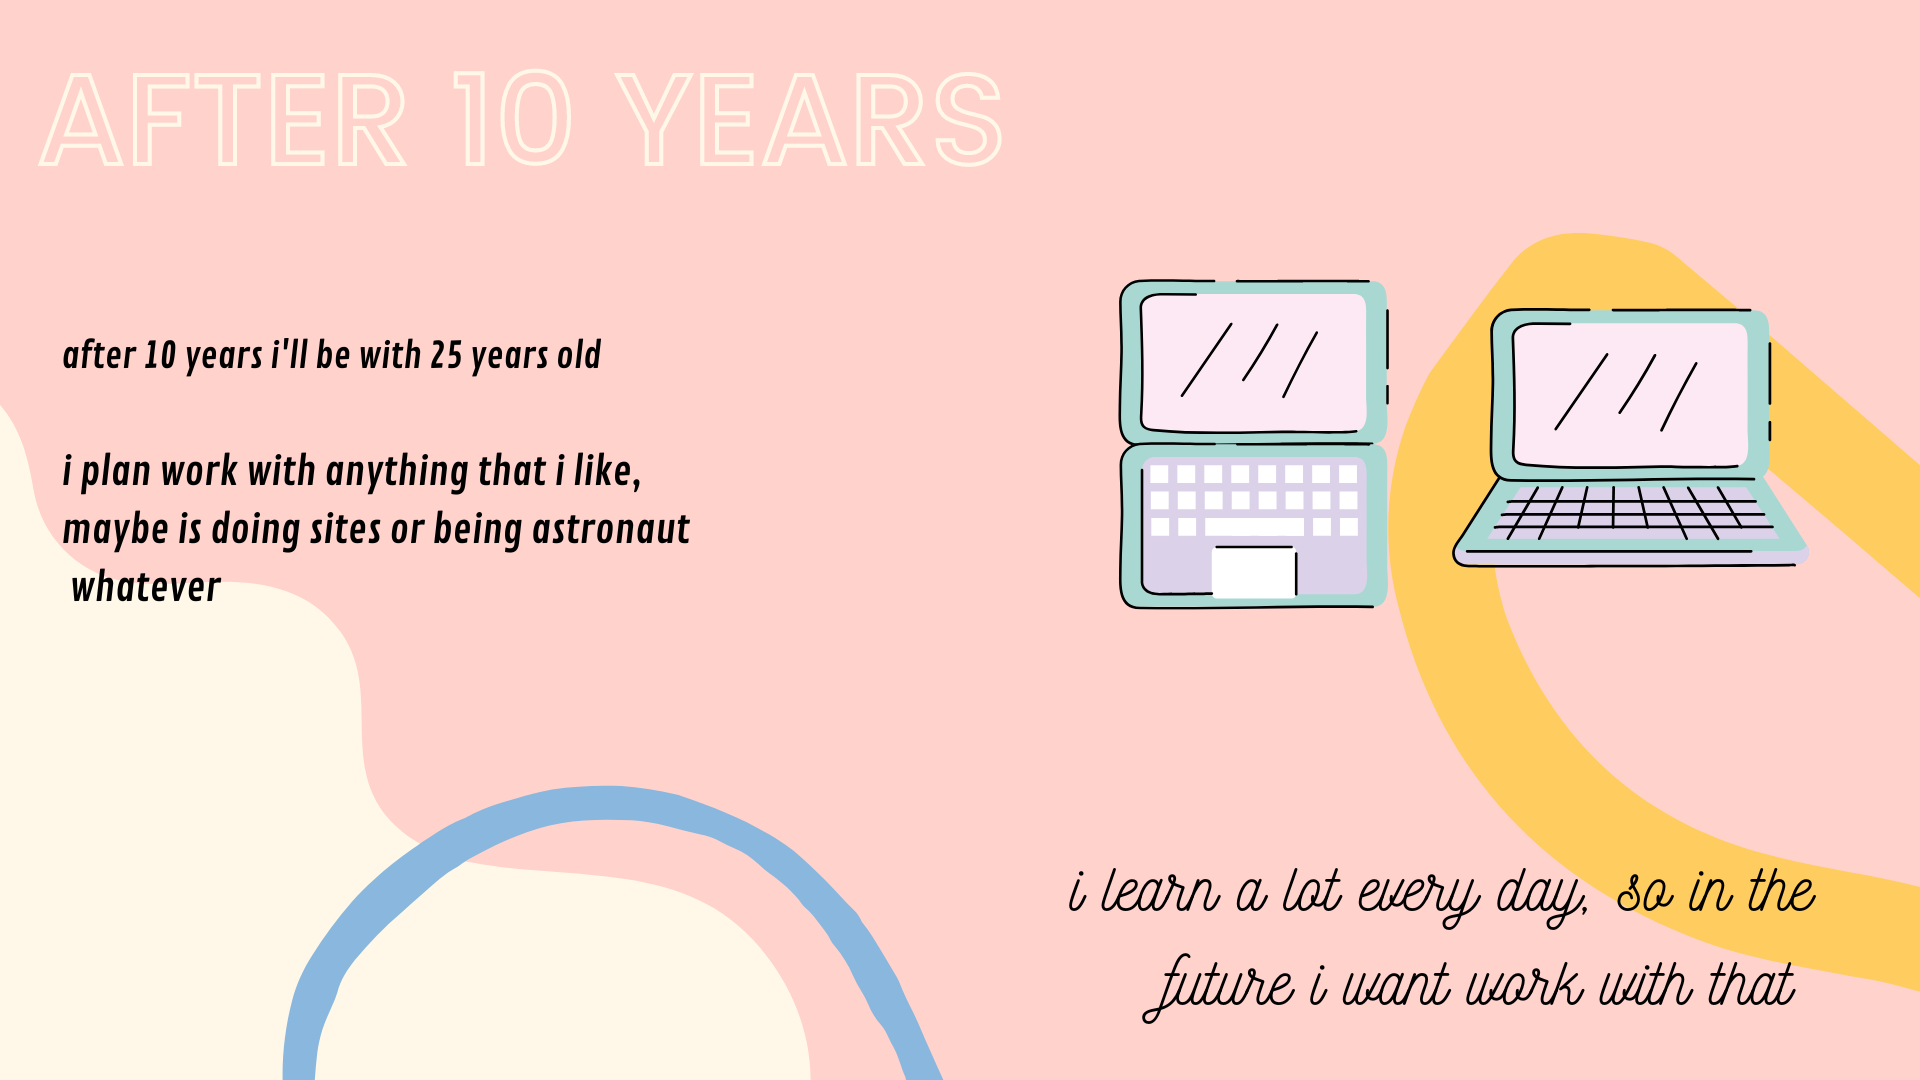 AFTER 10 YEARS
after 10 years i'll be with 25 years old
i plan work with anything that i like,
maybe is doing sites or being astronaut
whatever
i learn a lot every day, so in the
future i want work with that